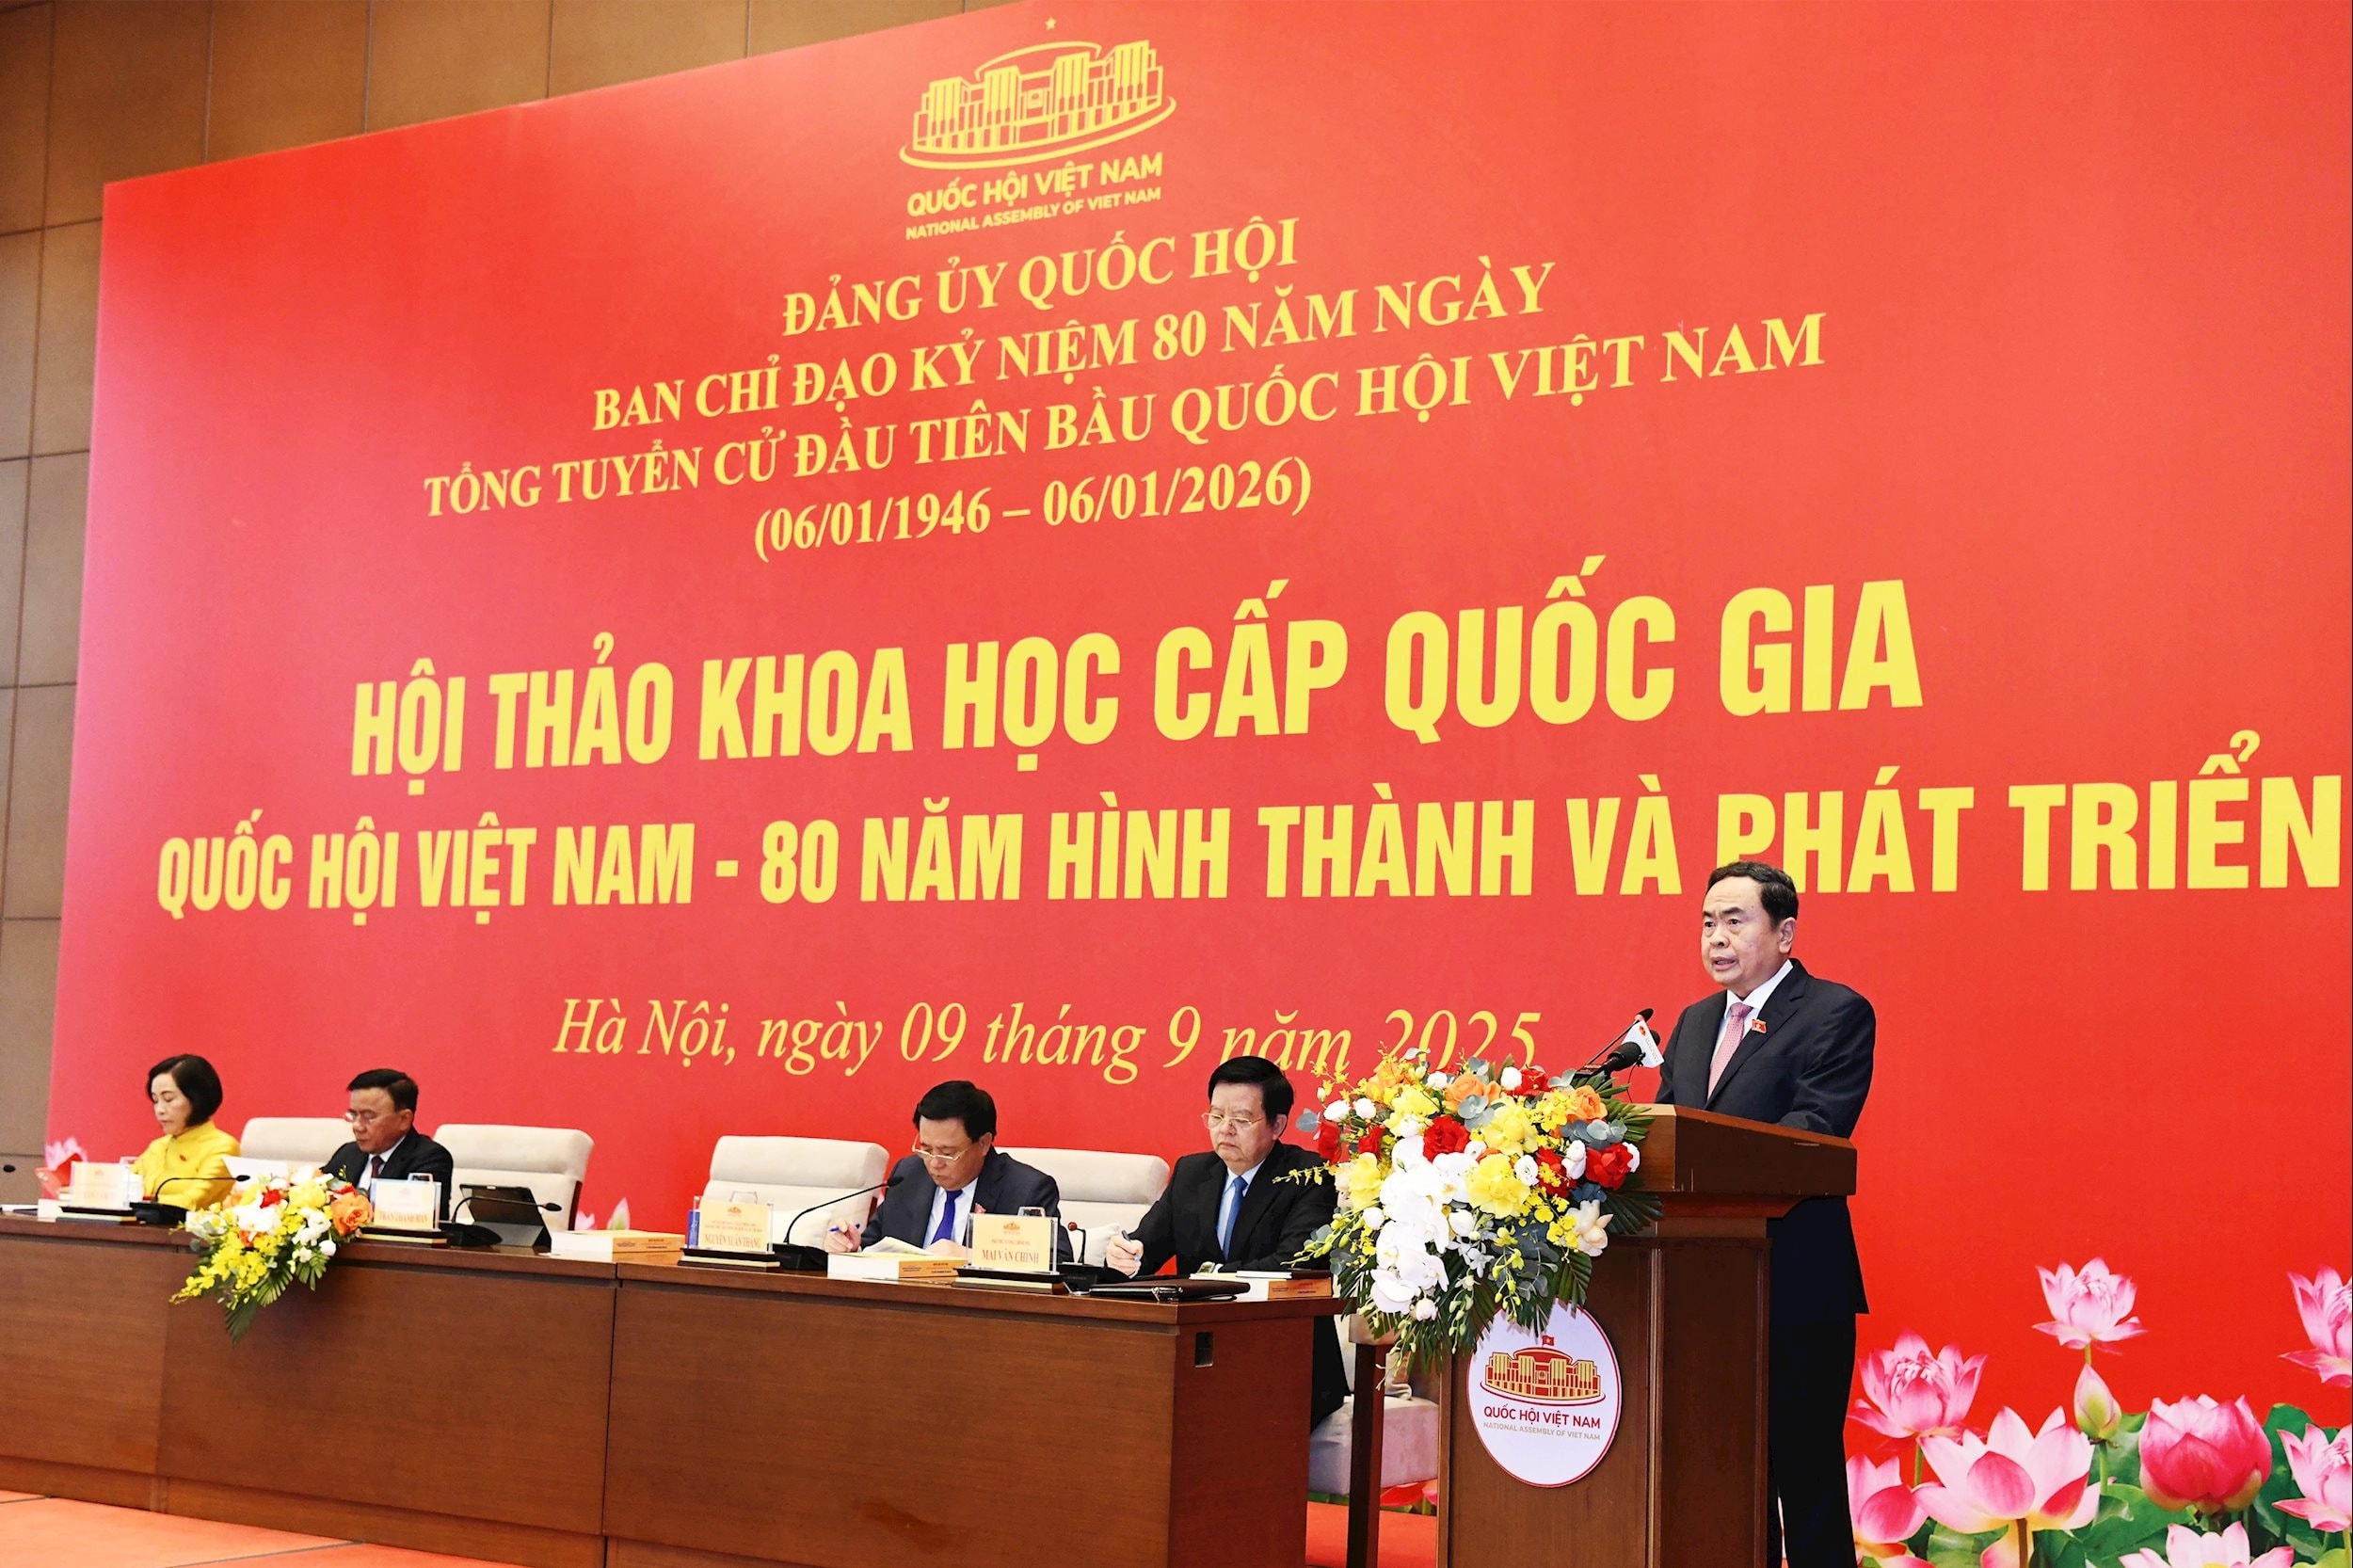 QUỐC HỘI VIỆT NAM
NATIONAL ASSEMBLY OF VIET NAM
ĐẢNG ỦY QUỐC HỘI
BAN CHỈ ĐẠO KỶ NIỆM 80 NĂM NGÀY
TỔNG TUYỂN CỬ ĐẦU TIÊN BẦU QUỐC HỘI VIỆT NAM
(06/01/1946 – 06/01/2026)
HỘI THẢO KHOA HỌC CẤP QUỐC GIA
QUỐC HỘI VIỆT NAM - 80 NĂM HÌNH THÀNH VÀ PHÁT TRIỂN
Hà Nội, ngày 09 tháng 9 năm 2025
TRẦN THANH MẪN
NGUYỄN XUÂN THẮNG
MAI VĂN CHÍNH
QUỐC HỘI VIỆT NAM
NATIONAL ASSEMBLY OF VIET NAM